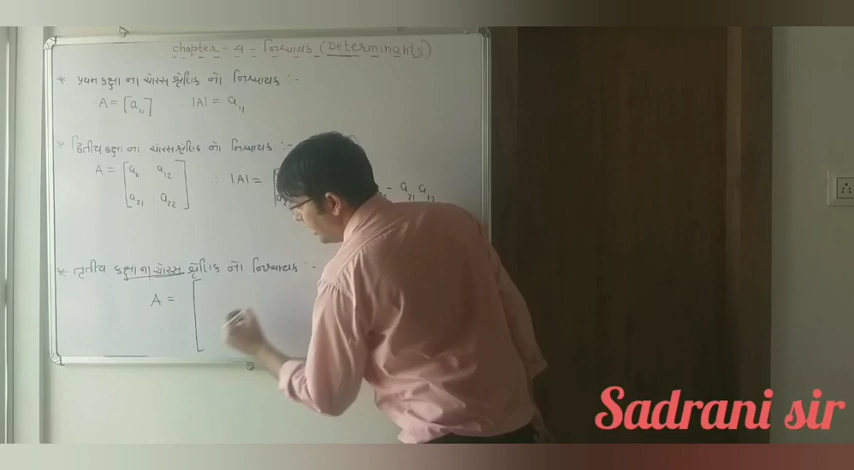 chapter - 4 - નિશ્ચાયક (Determinants)
* પ્રથમ કક્ષા ના ચોરસ શ્રેણિક નો નિશ્ચાયક :-
A = [a₁₁] |A| = a₁₁
* દ્વિતીય કક્ષા ના ચોરસ શ્રેણિક નો નિશ્ચાયક :-
A = [a₁₁ a₁₂ ∴ |A| = - a₂₁ a₁₂
a₂₁ a₂₂]
* તૃતીય કક્ષા ના ચોરસ શ્રેણિક નો નિશ્ચાયક :-
A = [
Sadrani sir